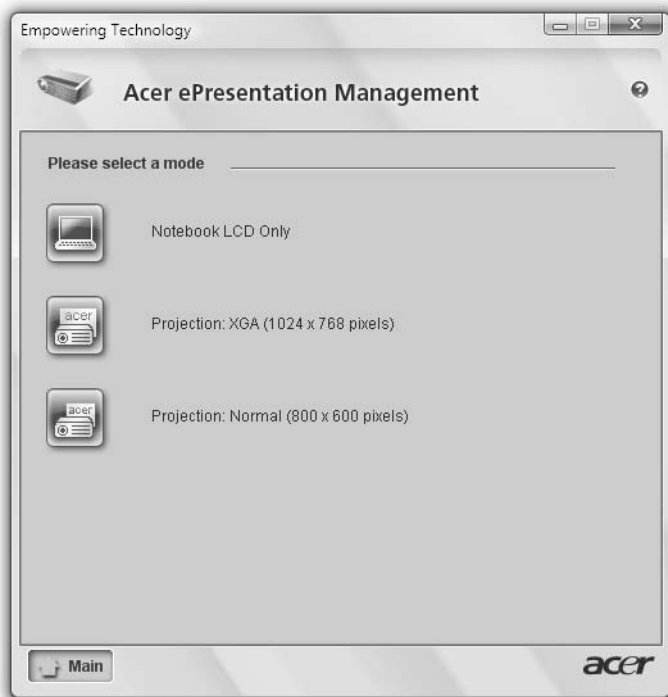 Empowering Technology
Acer ePresentation Management
?
Please select a mode
Notebook LCD Only
acer
Projection: XGA (1024 x 768 pixels)
acer
Projection: Normal (800 x 600 pixels)
Main
acer